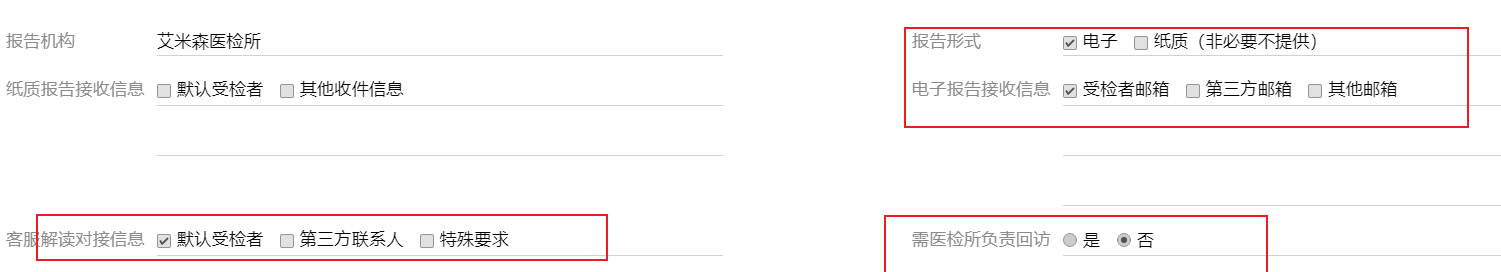 报告机构 艾米森医检所 报告形式 电子 纸质（非必要不提供）
纸质报告接收信息 默认受检者 其他收件信息 电子报告接收信息 受检者邮箱 第三方邮箱 其他邮箱
客服解读对接信息 默认受检者 第三方联系人 特殊要求 需医检所负责回访 是 否